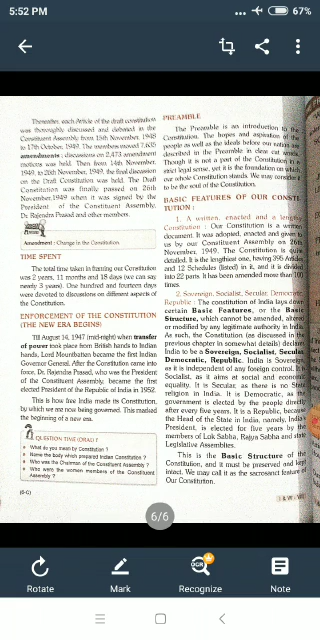 5:52 PM
67%
Thereafter, each Article of the draft constitution
was thoroughly discussed and debated in the
Constituent Assembly from 15th November, 1948
to 17th October, 1949. The members moved 7,635
amendments : discussions on 2,473 amendment
motions was held. Then from 14th November,
1949, to 26th November, 1949, the final discussion
on the Draft Constitution was held. The Draft
Constitution was finally passed on 26th
November, 1949 when it was signed by the
President of the Constituent Assembly,
Dr. Rajendra Prasad and other members.
Amendment : Change in the Constitution.
TIME SPENT
The total time taken in framing our Constitution
was 2 years, 11 months and 18 days (we can say
nearly 3 years). One hundred and fourteen days
were devoted to discussions on different aspects of
the Constitution.
ENFORCEMENT OF THE CONSTITUTION
(THE NEW ERA BEGINS)
Till August 14, 1947 (mid-night) when transfer
of power took place from British hands to Indian
hands, Lord Mountbatten became the first Indian
Governor General. After the Constitution came into
force, Dr. Rajendra Prasad, who was the President
of the Constituent Assembly, became the first
elected President of the Republic of India in 1952.
This is how free India made its Constitution,
by which we are now being governed. This marked
the beginning of a new era.
QUESTION TIME (ORAL) !
What do you mean by Constitution ?
Name the body which prepared Indian Constitution ?
Who was the Chairman of the Constituent Assembly ?
Who were the women members of the Constituent
Assembly ?
PREAMBLE
The Preamble is an introduction to the
Constitution. The hopes and aspiration of the
people as well as the ideals before our nation are
described in the Preamble in clear cut words.
Though it is not a part of the Constitution in a
strict legal sense, yet it is the foundation on which
our whole Constitution stands. We may consider it
to be the soul of the Constitution.
BASIC FEATURES OF OUR CONSTI-
TUTION :
1. A written, enacted and a lengthy
Constitution : Our Constitution is a written
document. It was adopted, enacted and given to
us by our Constituent Assembly on 26th
November, 1949. The Constitution is quite
detailed. It is the lengthiest one, having 395 Articles
and 12 Schedules (listed) in it, and it is divided
into 22 parts. It has been amended more than 100
times.
2. Sovereign, Socialist, Secular, Democratic,
Republic : The constitution of India lays down
certain Basic Features, or the Basic
Structure, which cannot be amended, altered
or modified by any legitimate authority in India.
As such, the Constitution (as discussed in the
previous chapter in somewhat details) declares
India to be a Sovereign, Socialist, Secular,
Democratic, Republic. India is Sovereign,
as it is independent of any foreign control. It is
Socialist, as it aims at social and economic
equality. It is Secular, as there is no State
religion in India. It is Democratic, as the
government is elected by the people directly
after every five years. It is a Republic, because
the Head of the State in India, namely, India's
President, is elected for five years by the
members of Lok Sabha, Rajya Sabha and state
Legislative Assemblies.
This is the Basic Structure of the
Constitution, and it must be preserved and kept
intact. We may call it as the sacrosanct feature of
Our Constitution.
6/6
OCR
Rotate
Mark
Recognize
Note